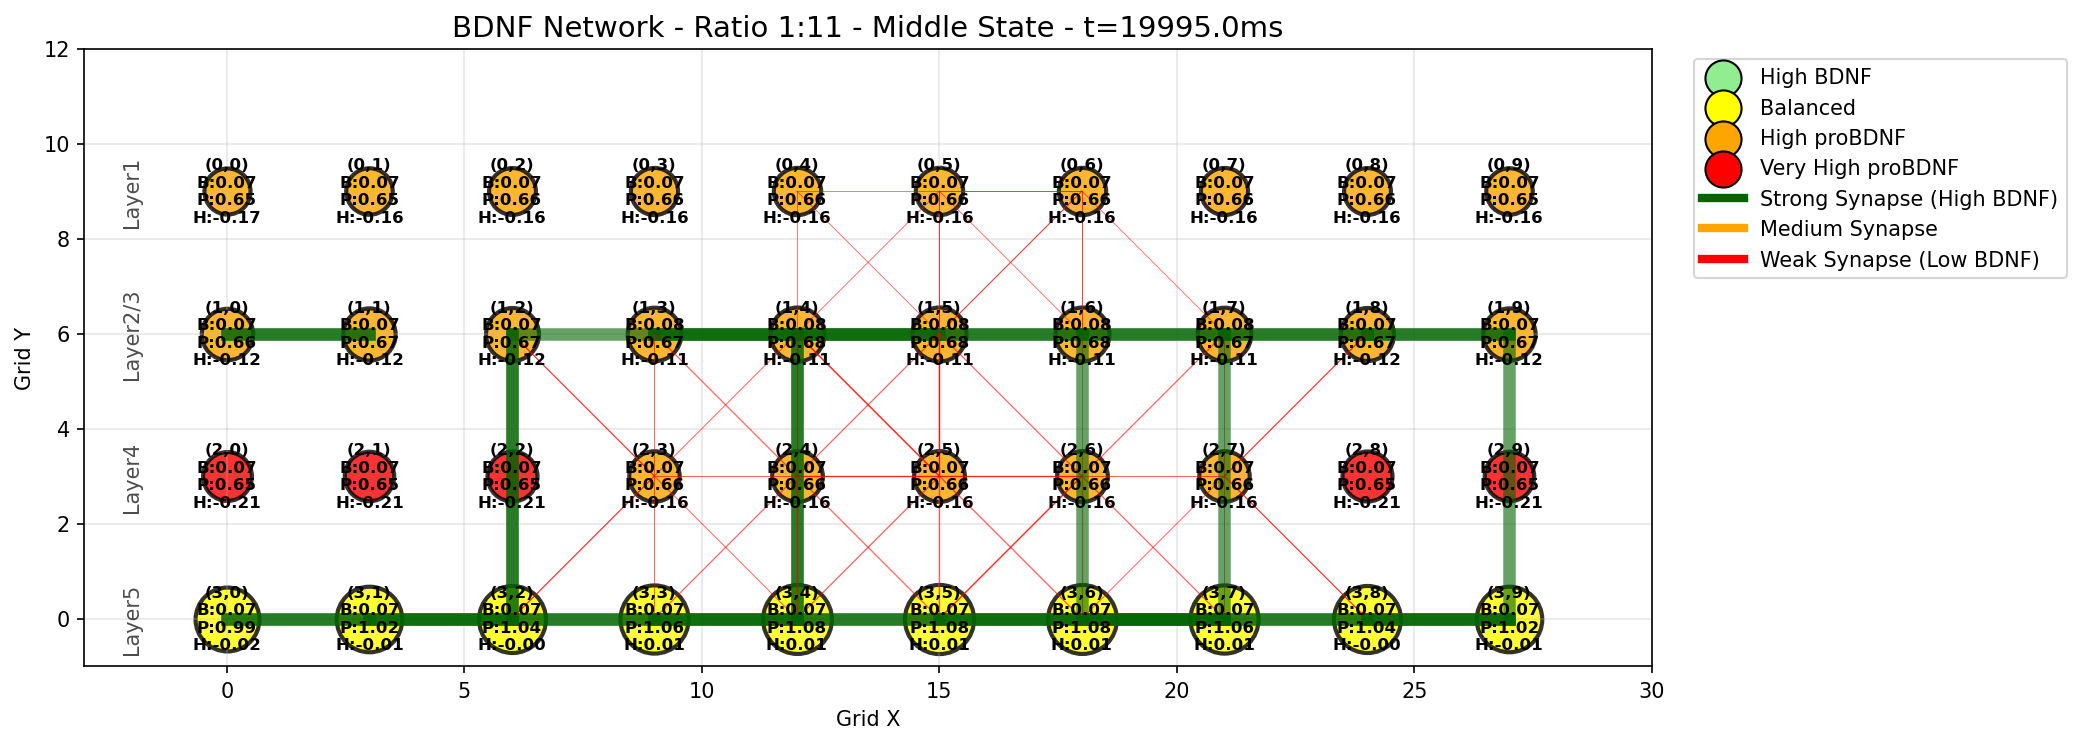 BDNF Network - Ratio 1:11 - Middle State - t=19995.0ms
High BDNF
Balanced
High proBDNF
Very High proBDNF
Strong Synapse (High BDNF)
Medium Synapse
Weak Synapse (Low BDNF)
Grid Y
12
10
8
6
4
2
0
Layer1
(0,0) (0,1) (0,2) (0,3) (0,4) (0,5) (0,6) (0,7) (0,8) (0,9)
B:0.07 B:0.07 B:0.07 B:0.07 B:0.07 B:0.07 B:0.07 B:0.07 B:0.07 B:0.07
P:0.65 P:0.65 P:0.66 P:0.66 P:0.66 P:0.66 P:0.66 P:0.66 P:0.66 P:0.65
H:-0.17 H:-0.16 H:-0.16 H:-0.16 H:-0.16 H:-0.16 H:-0.16 H:-0.16 H:-0.16 H:-0.16
Layer2/3
(1,0) (1,1) (1,2) (1,3) (1,4) (1,5) (1,6) (1,7) (1,8) (1,9)
B:0.07 B:0.07 B:0.07 B:0.08 B:0.08 B:0.08 B:0.08 B:0.08 B:0.07 B:0.07
P:0.66 P:0.67 P:0.67 P:0.67 P:0.68 P:0.68 P:0.68 P:0.67 P:0.67 P:0.67
H:-0.12 H:-0.12 H:-0.12 H:-0.11 H:-0.11 H:-0.11 H:-0.11 H:-0.11 H:-0.12 H:-0.12
Layer4
(2,0) (2,1) (2,2) (2,3) (2,4) (2,5) (2,6) (2,7) (2,8) (2,9)
B:0.07 B:0.07 B:0.07 B:0.07 B:0.07 B:0.07 B:0.07 B:0.07 B:0.07 B:0.07
P:0.65 P:0.65 P:0.65 P:0.66 P:0.66 P:0.66 P:0.66 P:0.66 P:0.65 P:0.65
H:-0.21 H:-0.21 H:-0.21 H:-0.16 H:-0.16 H:-0.16 H:-0.16 H:-0.16 H:-0.21 H:-0.21
Layer5
(3,0) (3,1) (3,2) (3,3) (3,4) (3,5) (3,6) (3,7) (3,8) (3,9)
B:0.07 B:0.07 B:0.07 B:0.07 B:0.07 B:0.07 B:0.07 B:0.07 B:0.07 B:0.07
P:0.99 P:1.02 P:1.04 P:1.06 P:1.08 P:1.08 P:1.08 P:1.06 P:1.04 P:1.02
H:-0.02 H:-0.01 H:-0.00 H:0.01 H:0.01 H:0.01 H:0.01 H:0.01 H:-0.00 H:-0.01
0 5 10 15 20 25 30
Grid X